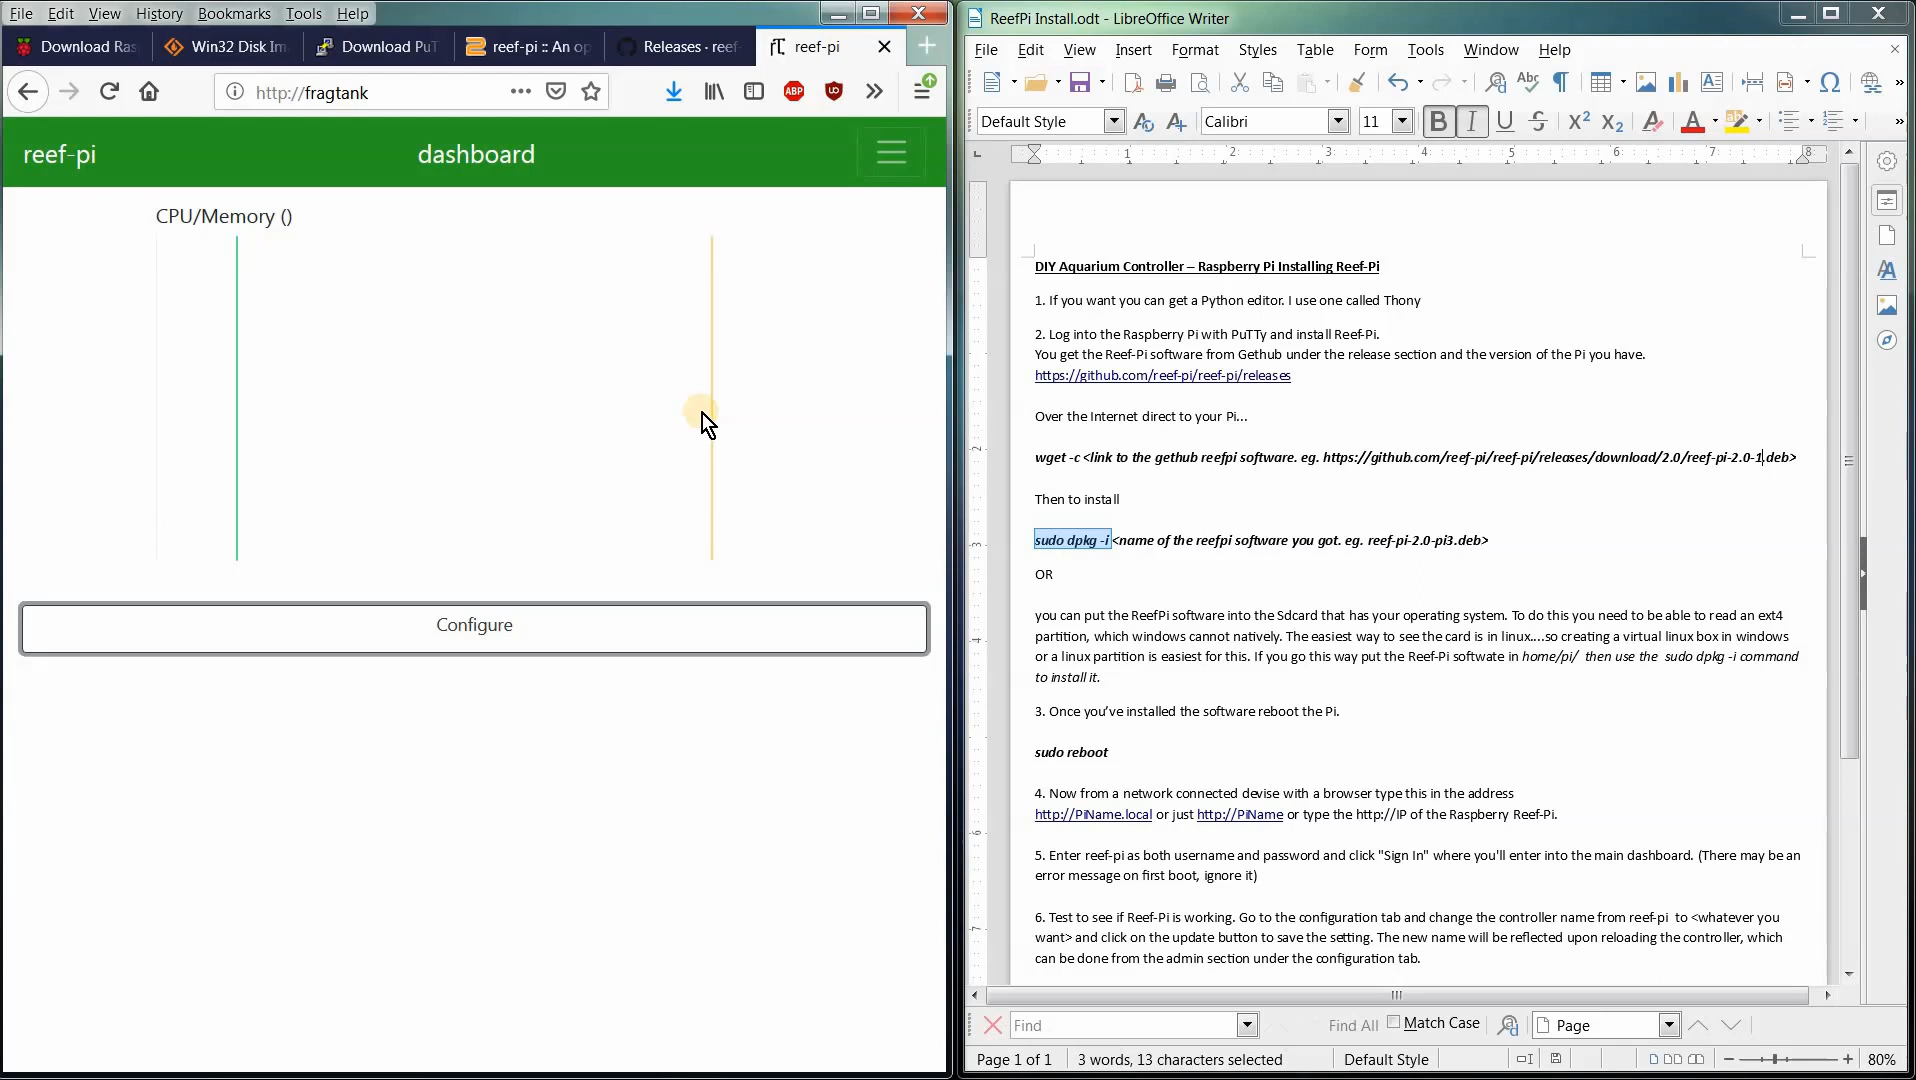 File Edit View History Bookmarks Tools Help
Download Ras
Win32 Disk Im
Download PuT
reef-pi :: An op
Releases · reef-
reef-pi
http://fragtank
ABP
reef-pi
dashboard
CPU/Memory ()
Configure
ReefPi Install.odt - LibreOffice Writer
File Edit View Insert Format Styles Table Form Tools Window Help
Default Style
Calibri
11
1 2 3 4 5 6 7 8
DIY Aquarium Controller – Raspberry Pi Installing Reef-Pi
1. If you want you can get a Python editor. I use one called Thony
2. Log into the Raspberry Pi with PuTTy and install Reef-Pi.
You get the Reef-Pi software from Gethub under the release section and the version of the Pi you have.
https://github.com/reef-pi/reef-pi/releases
Over the Internet direct to your Pi...
wget -c <link to the gethub reefpi software. eg. https://github.com/reef-pi/reef-pi/releases/download/2.0/reef-pi-2.0-1.deb>
Then to install
sudo dpkg -i <name of the reefpi software you got. eg. reef-pi-2.0-pi3.deb>
OR
you can put the ReefPi software into the Sdcard that has your operating system. To do this you need to be able to read an ext4
partition, which windows cannot natively. The easiest way to see the card is in linux....so creating a virtual linux box in windows
or a linux partition is easiest for this. If you go this way put the Reef-Pi softwate in home/pi/ then use the sudo dpkg -i command
to install it.
3. Once you've installed the software reboot the Pi.
sudo reboot
4. Now from a network connected devise with a browser type this in the address
http://PiName.local or just http://PiName or type the http://IP of the Raspberry Reef-Pi.
5. Enter reef-pi as both username and password and click "Sign In" where you'll enter into the main dashboard. (There may be an
error message on first boot, ignore it)
6. Test to see if Reef-Pi is working. Go to the configuration tab and change the controller name from reef-pi to <whatever you
want> and click on the update button to save the setting. The new name will be reflected upon reloading the controller, which
can be done from the admin section under the configuration tab.
Find
Find All
Match Case
Page
Page 1 of 1
3 words, 13 characters selected
Default Style
80%